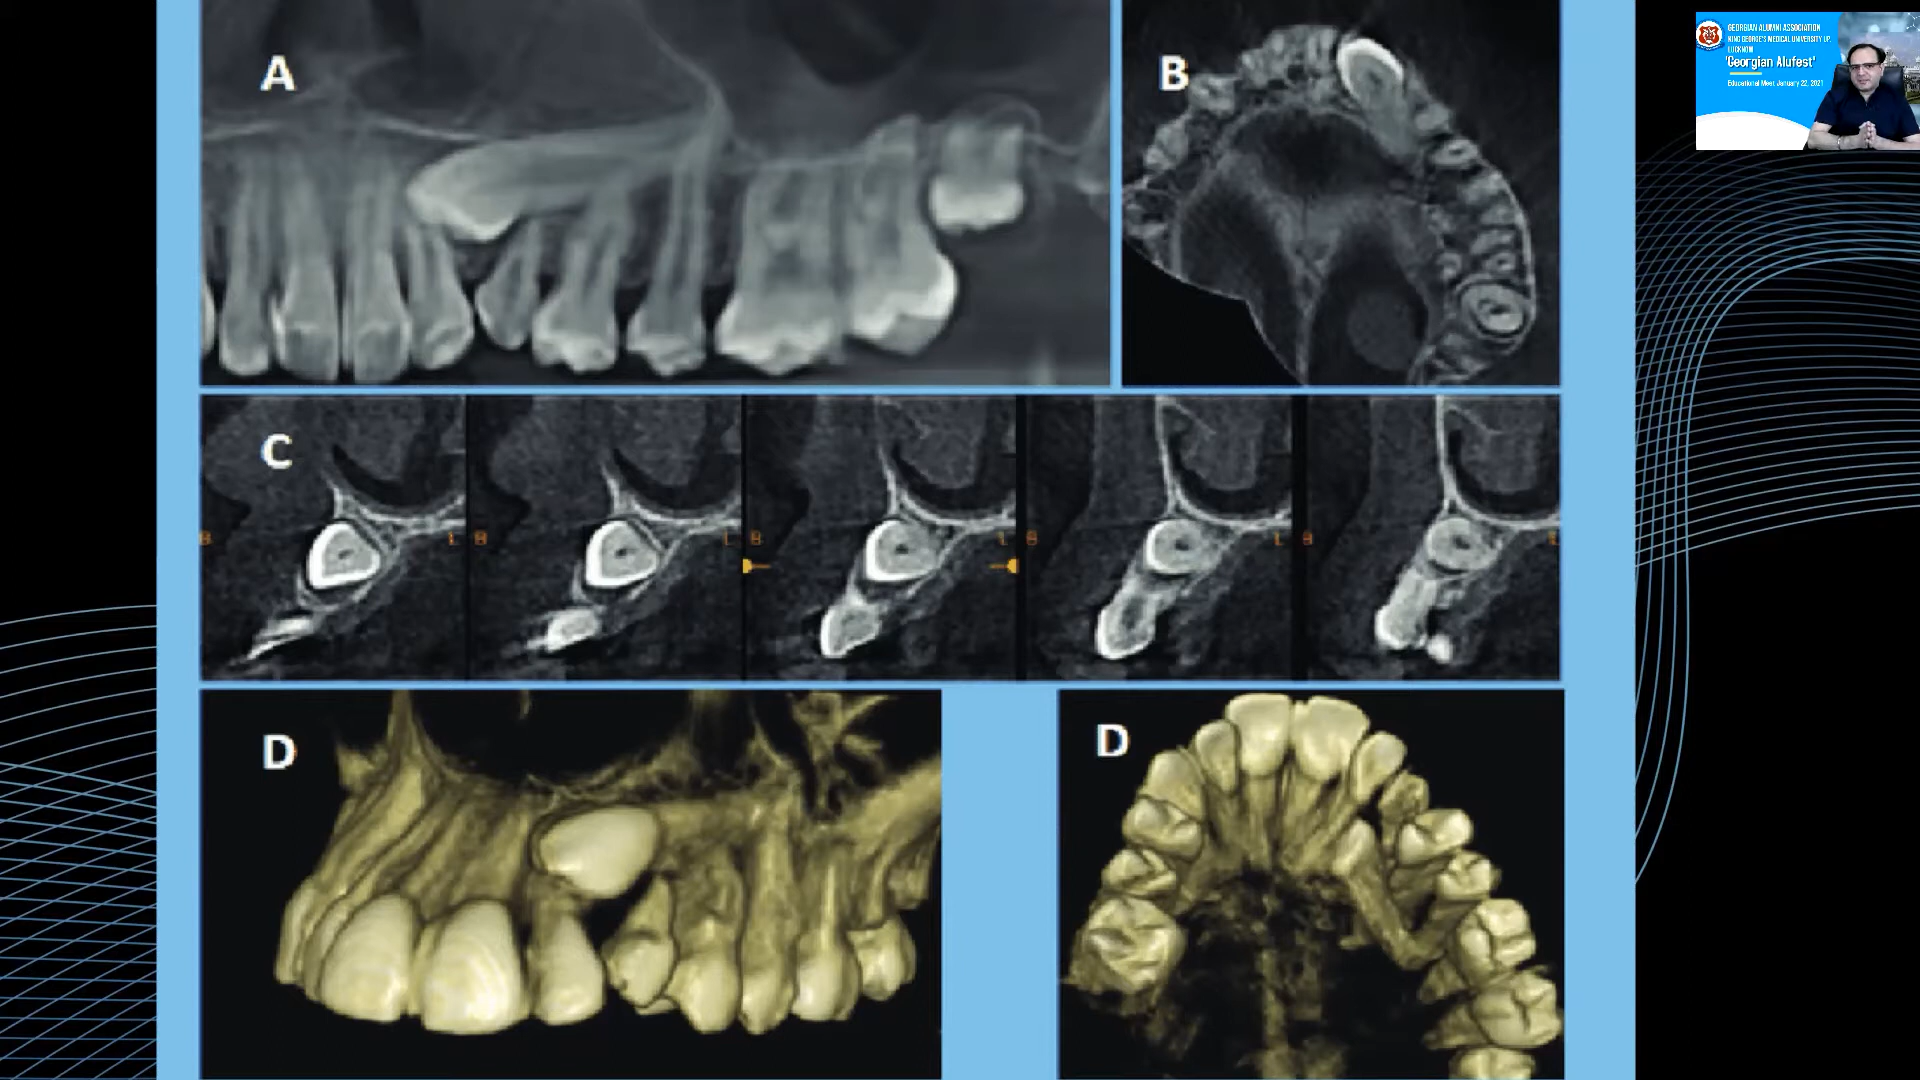 A
B
GEORGIAN ALUMNI ASSOCIATION
KING GEORGE'S MEDICAL UNIVERSITY UP,
LUCKNOW
'Georgian Alufest'
Educational Meet January 22, 2021
C
B L B L B L B L B L
D
D